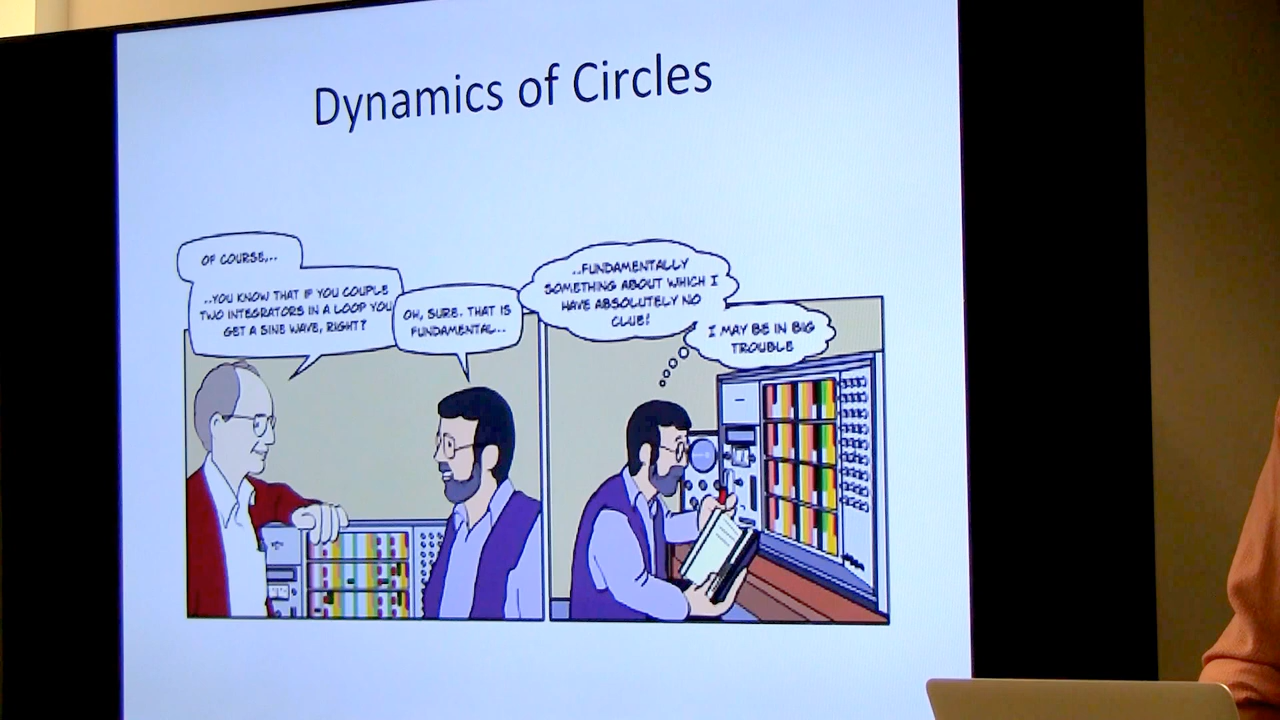 Dynamics of Circles
OF COURSE,..
..YOU KNOW THAT IF YOU COUPLE
TWO INTEGRATORS IN A LOOP YOU
GET A SINE WAVE, RIGHT?
OH, SURE. THAT IS
FUNDAMENTAL..
..FUNDAMENTALLY
SOMETHING ABOUT WHICH I
HAVE ABSOLUTELY NO
CLUE!
I MAY BE IN BIG
TROUBLE